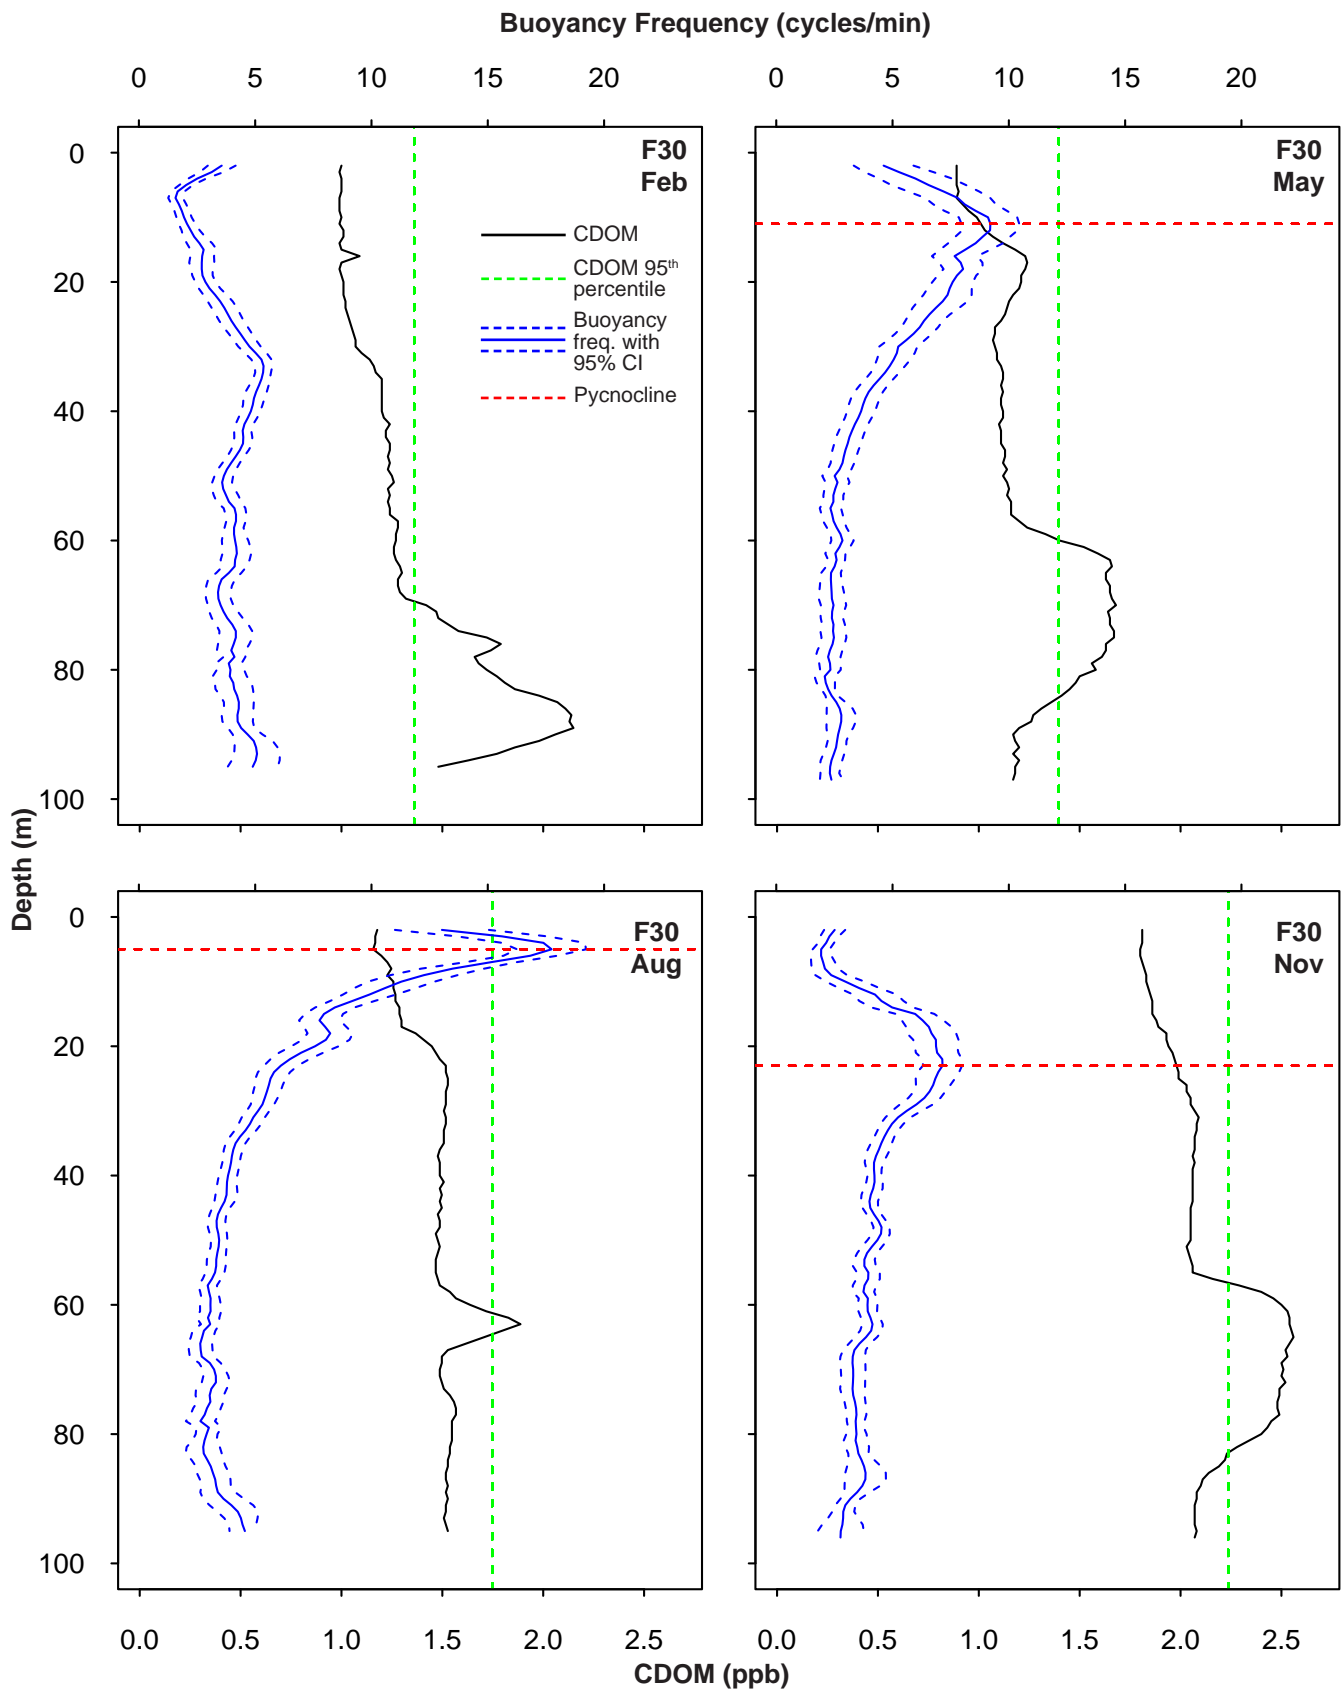 Buoyancy Frequency (cycles/min)
0 5 10 15 20 0 5 10 15 20
F30
Feb
F30
May
CDOM
CDOM 95th
percentile
Buoyancy
freq. with
95% CI
Pycnocline
0
20
40
60
80
100
Depth (m)
F30
Aug
F30
Nov
0
20
40
60
80
100
0.0 0.5 1.0 1.5 2.0 2.5 0.0 0.5 1.0 1.5 2.0 2.5
CDOM (ppb)